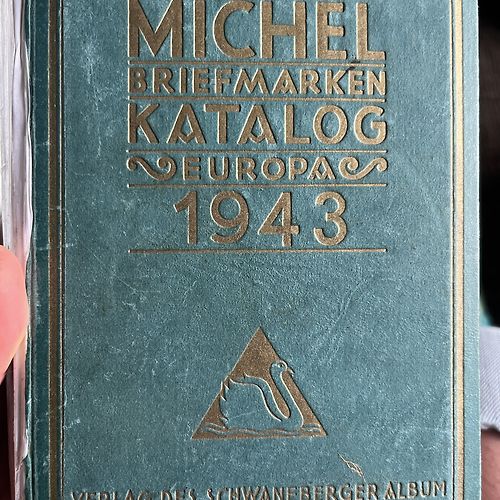 MICHEL
BRIEFMARKEN
KATALOG
EUROPA
1943
VERLAG DES SCHWANEBERGER ALBUM